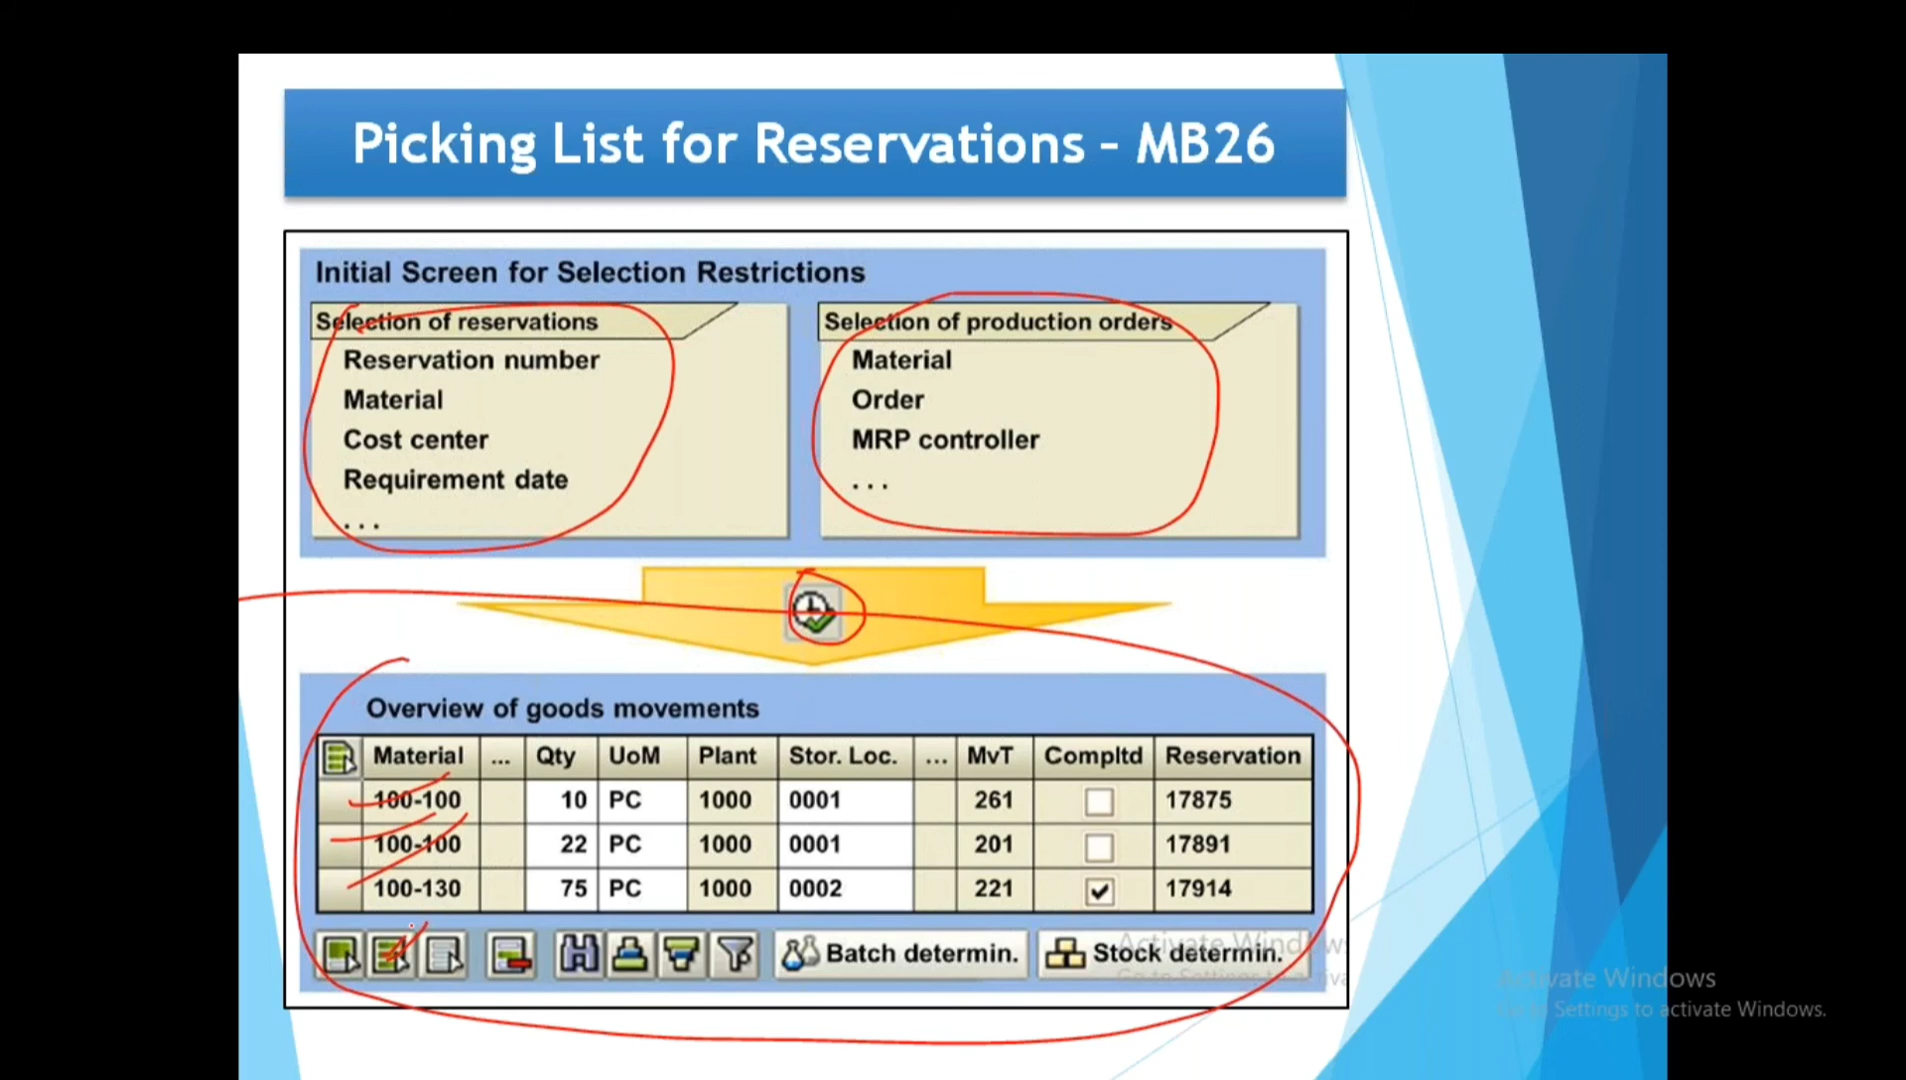 Picking List for Reservations – MB26
Initial Screen for Selection Restrictions
Selection of reservations
Reservation number
Material
Cost center
Requirement date
. . .
Selection of production orders
Material
Order
MRP controller
. . .
Overview of goods movements
Material ... Qty UoM Plant Stor. Loc. ... MvT Compltd Reservation
100-100 10 PC 1000 0001 261 17875
100-100 22 PC 1000 0001 201 17891
100-130 75 PC 1000 0002 221 17914
Batch determin. Stock determin.
Activate Windows
Go to Settings to activate Windows.